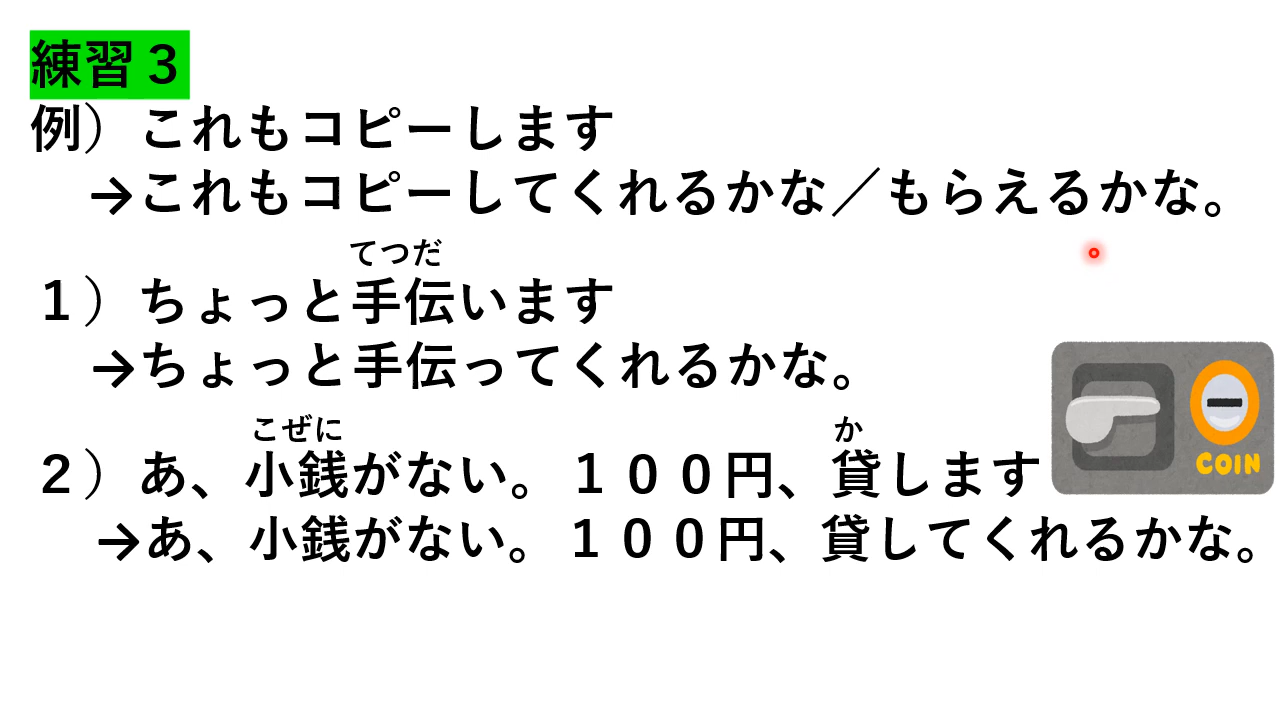 練習３
例）これもコピーします
→これもコピーしてくれるかな／もらえるかな。
てつだ
１）ちょっと手伝います
→ちょっと手伝ってくれるかな。
こぜに　か
２）あ、小銭がない。１００円、貸します
→あ、小銭がない。１００円、貸してくれるかな。
COIN